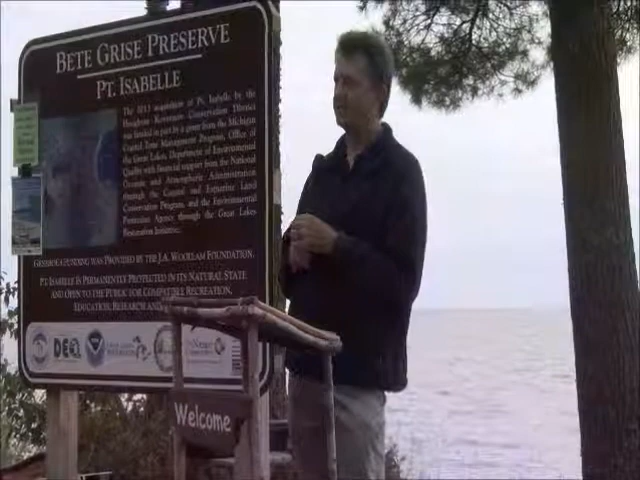 BETE GRISE PRESERVE
PT. ISABELLE
The 2013 acquisition of Pt. Isabelle by the
Houghton Keweenaw Conservation District
was funded in part by a grant from the Michigan
Coastal Zone Management Program, Office of
the Great Lakes, Department of Environmental
Quality with financial support from the National
Oceanic and Atmospheric Administration
through the Coastal and Estuarine Land
Conservation Program, and the Environmental
Protection Agency through the Great Lakes
Restoration Initiative.
FUNDING WAS PROVIDED BY THE J.A. WOOLLAM FOUNDATION.
PT. ISABELLE IS PERMANENTLY PROTECTED IN ITS NATURAL STATE
AND OPEN TO THE PUBLIC FOR COMPATIBLE RECREATION,
EDUCATION, RESEARCH AND
DEQ
Welcome